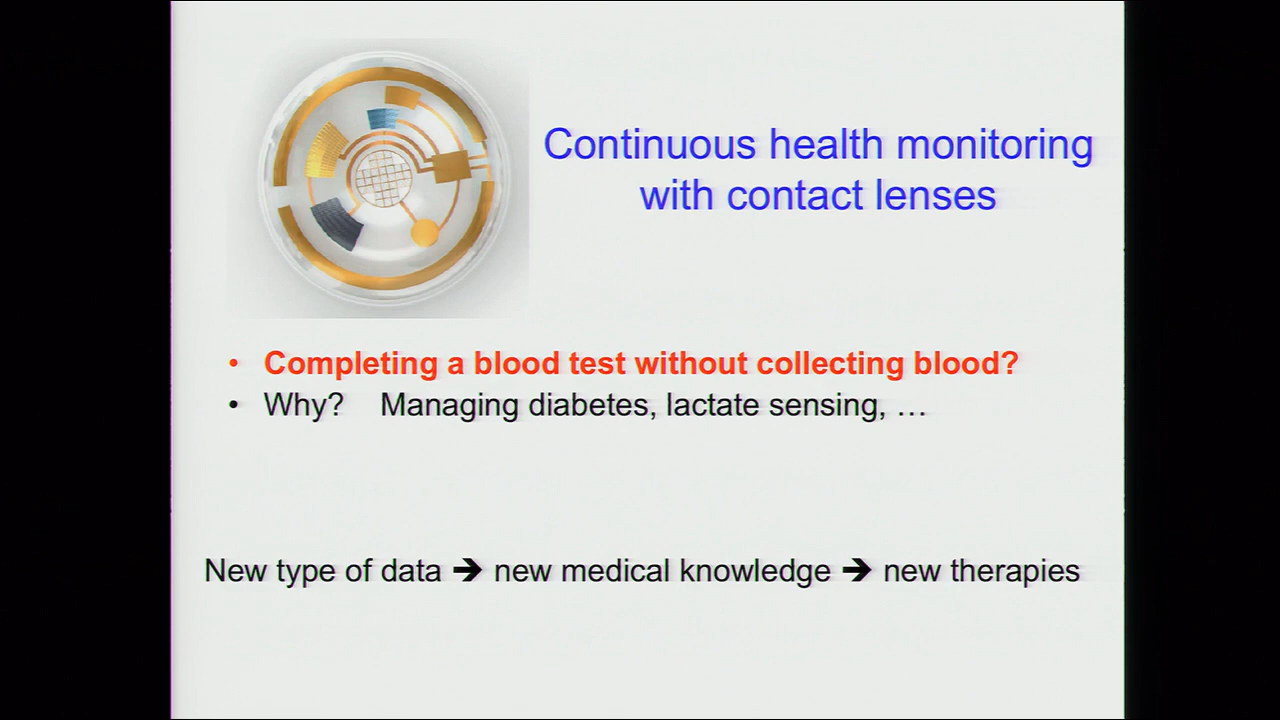 Continuous health monitoring
with contact lenses
• Completing a blood test without collecting blood?
• Why? Managing diabetes, lactate sensing, …
New type of data ➔ new medical knowledge ➔ new therapies